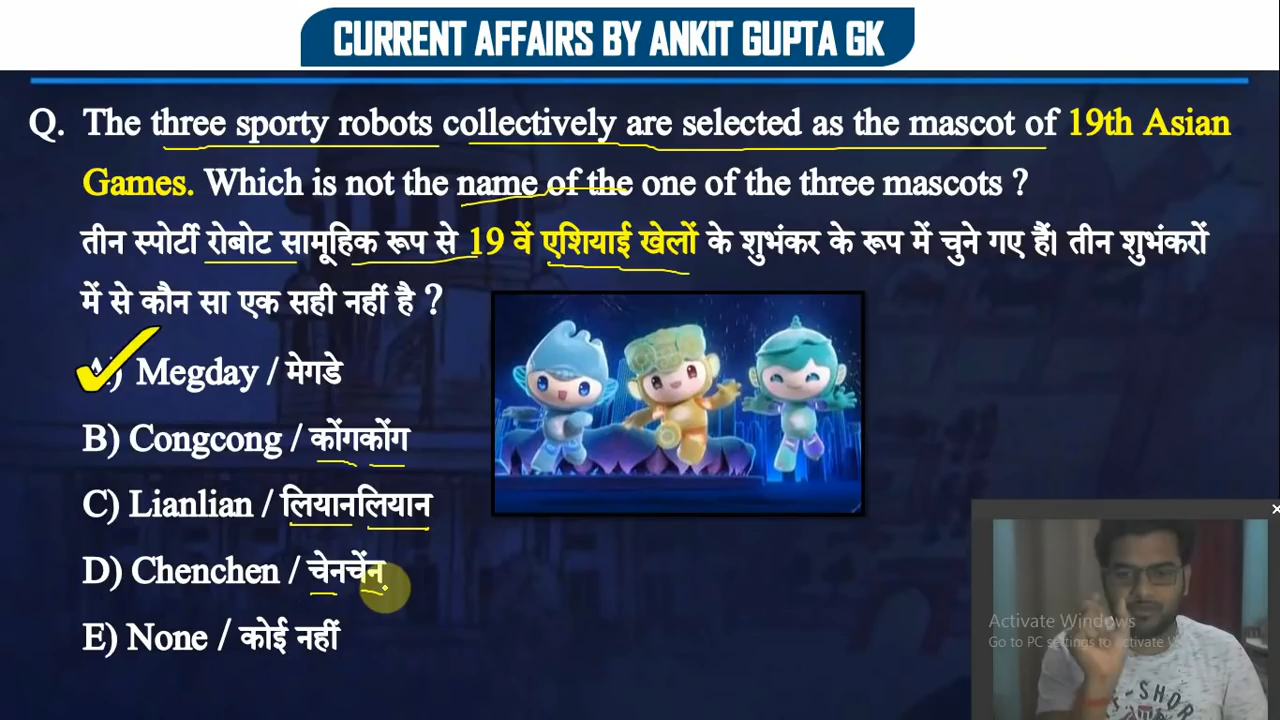 CURRENT AFFAIRS BY ANKIT GUPTA GK
Q. The three sporty robots collectively are selected as the mascot of 19th Asian
Games. Which is not the name of the one of the three mascots ?
तीन स्पोर्टी रोबोट सामूहिक रूप से 19 वें एशियाई खेलों के शुभंकर के रूप में चुने गए हैं। तीन शुभंकरों
में से कौन सा एक सही नहीं है ?
A) Megday / मेगडे
B) Congcong / कोंगकोंग
C) Lianlian / लियानलियान
D) Chenchen / चेनचेंन
E) None / कोई नहीं
Activate Windows
Go to PC settings to activate
SHOR